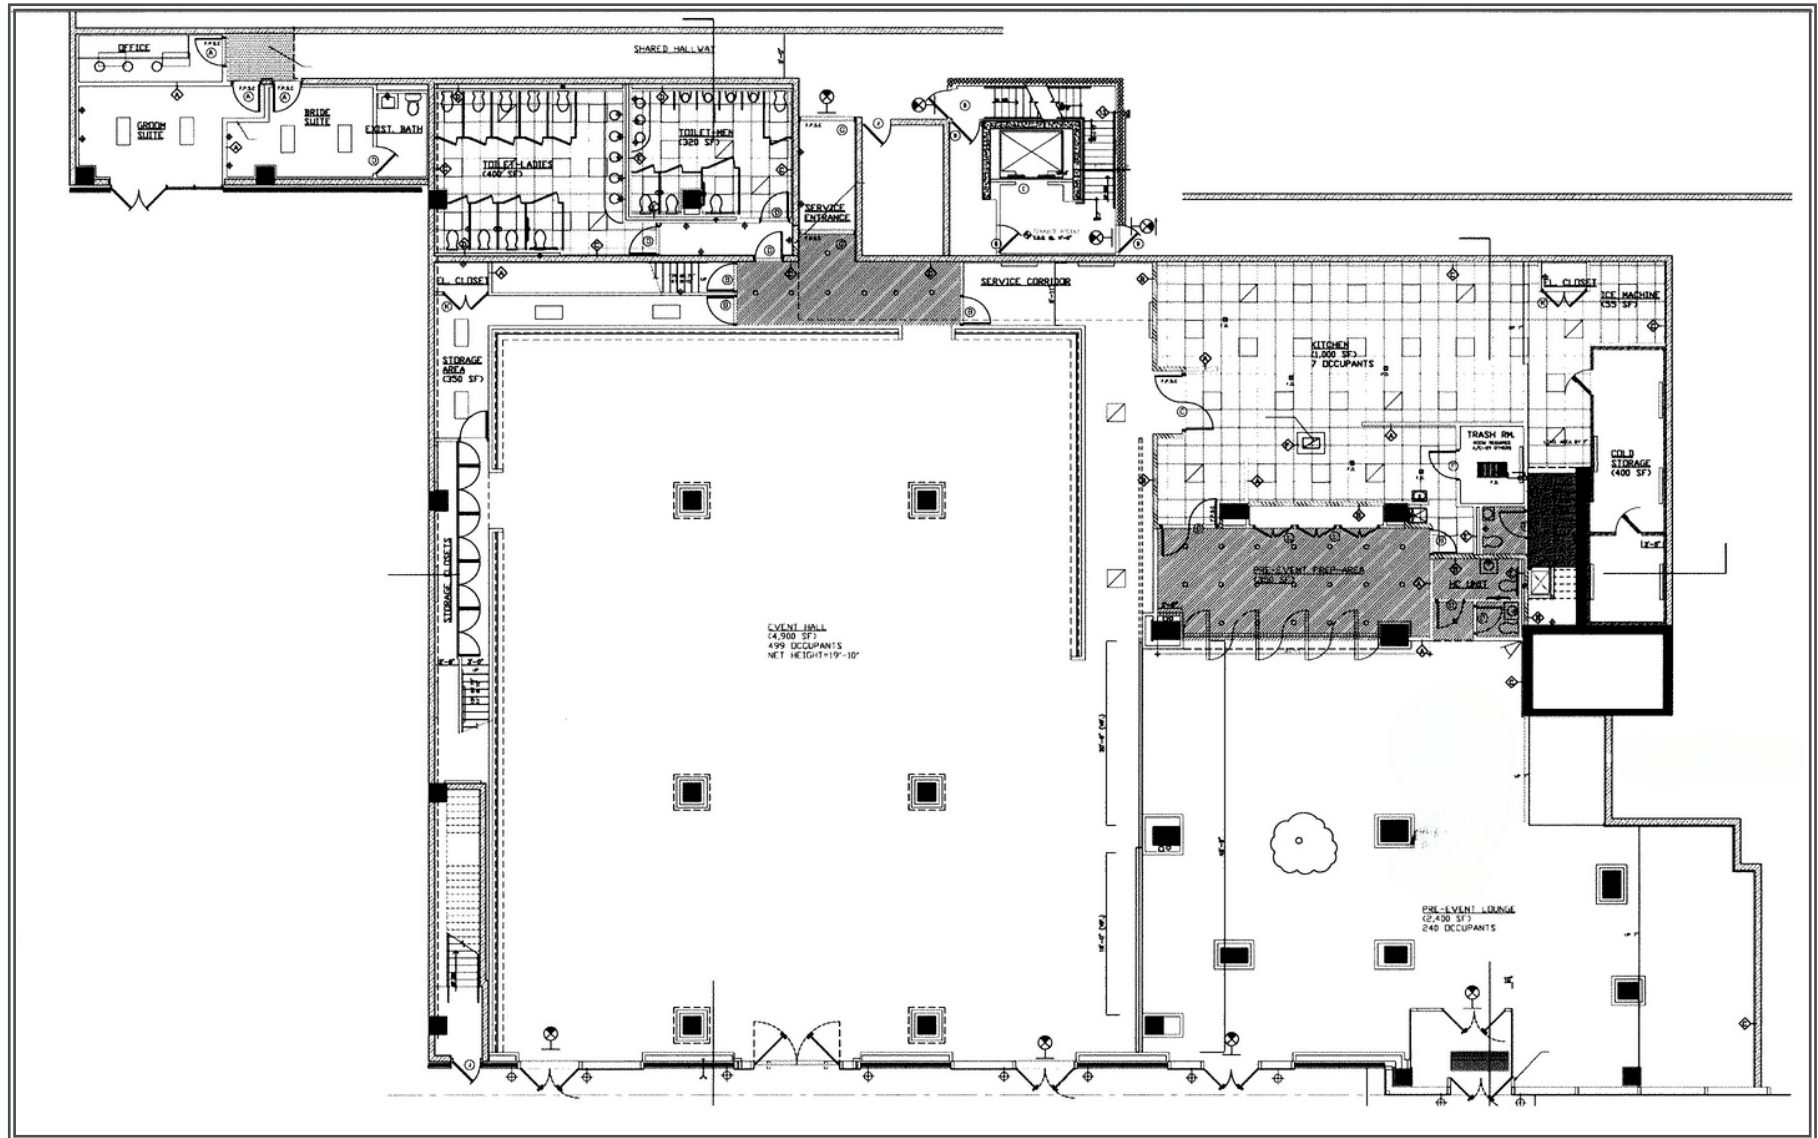 OFFICE
SHARED HALLWAY
GROOM
SUITE
BRIDE
SUITE
EXIST. BATH
TOILET-LADIES
(400 SF)
TOILET-MEN
(320 SF)
SERVICE
ENTRANCE
EL. CLOSET
SERVICE CORRIDOR
STORAGE
AREA
(350 SF)
KITCHEN
(1,000 SF)
7 OCCUPANTS
EL. CLOSET
ICE MACHINE
(55 SF)
TRASH RM.
COLD
STORAGE
(400 SF)
STORAGE CLOSETS
PRE-EVENT PREP-AREA
HC UNIT
EVENT HALL
(4,900 SF)
499 OCCUPANTS
NET HEIGHT=19'-10"
PRE-EVENT LOUNGE
(2,400 SF)
240 OCCUPANTS